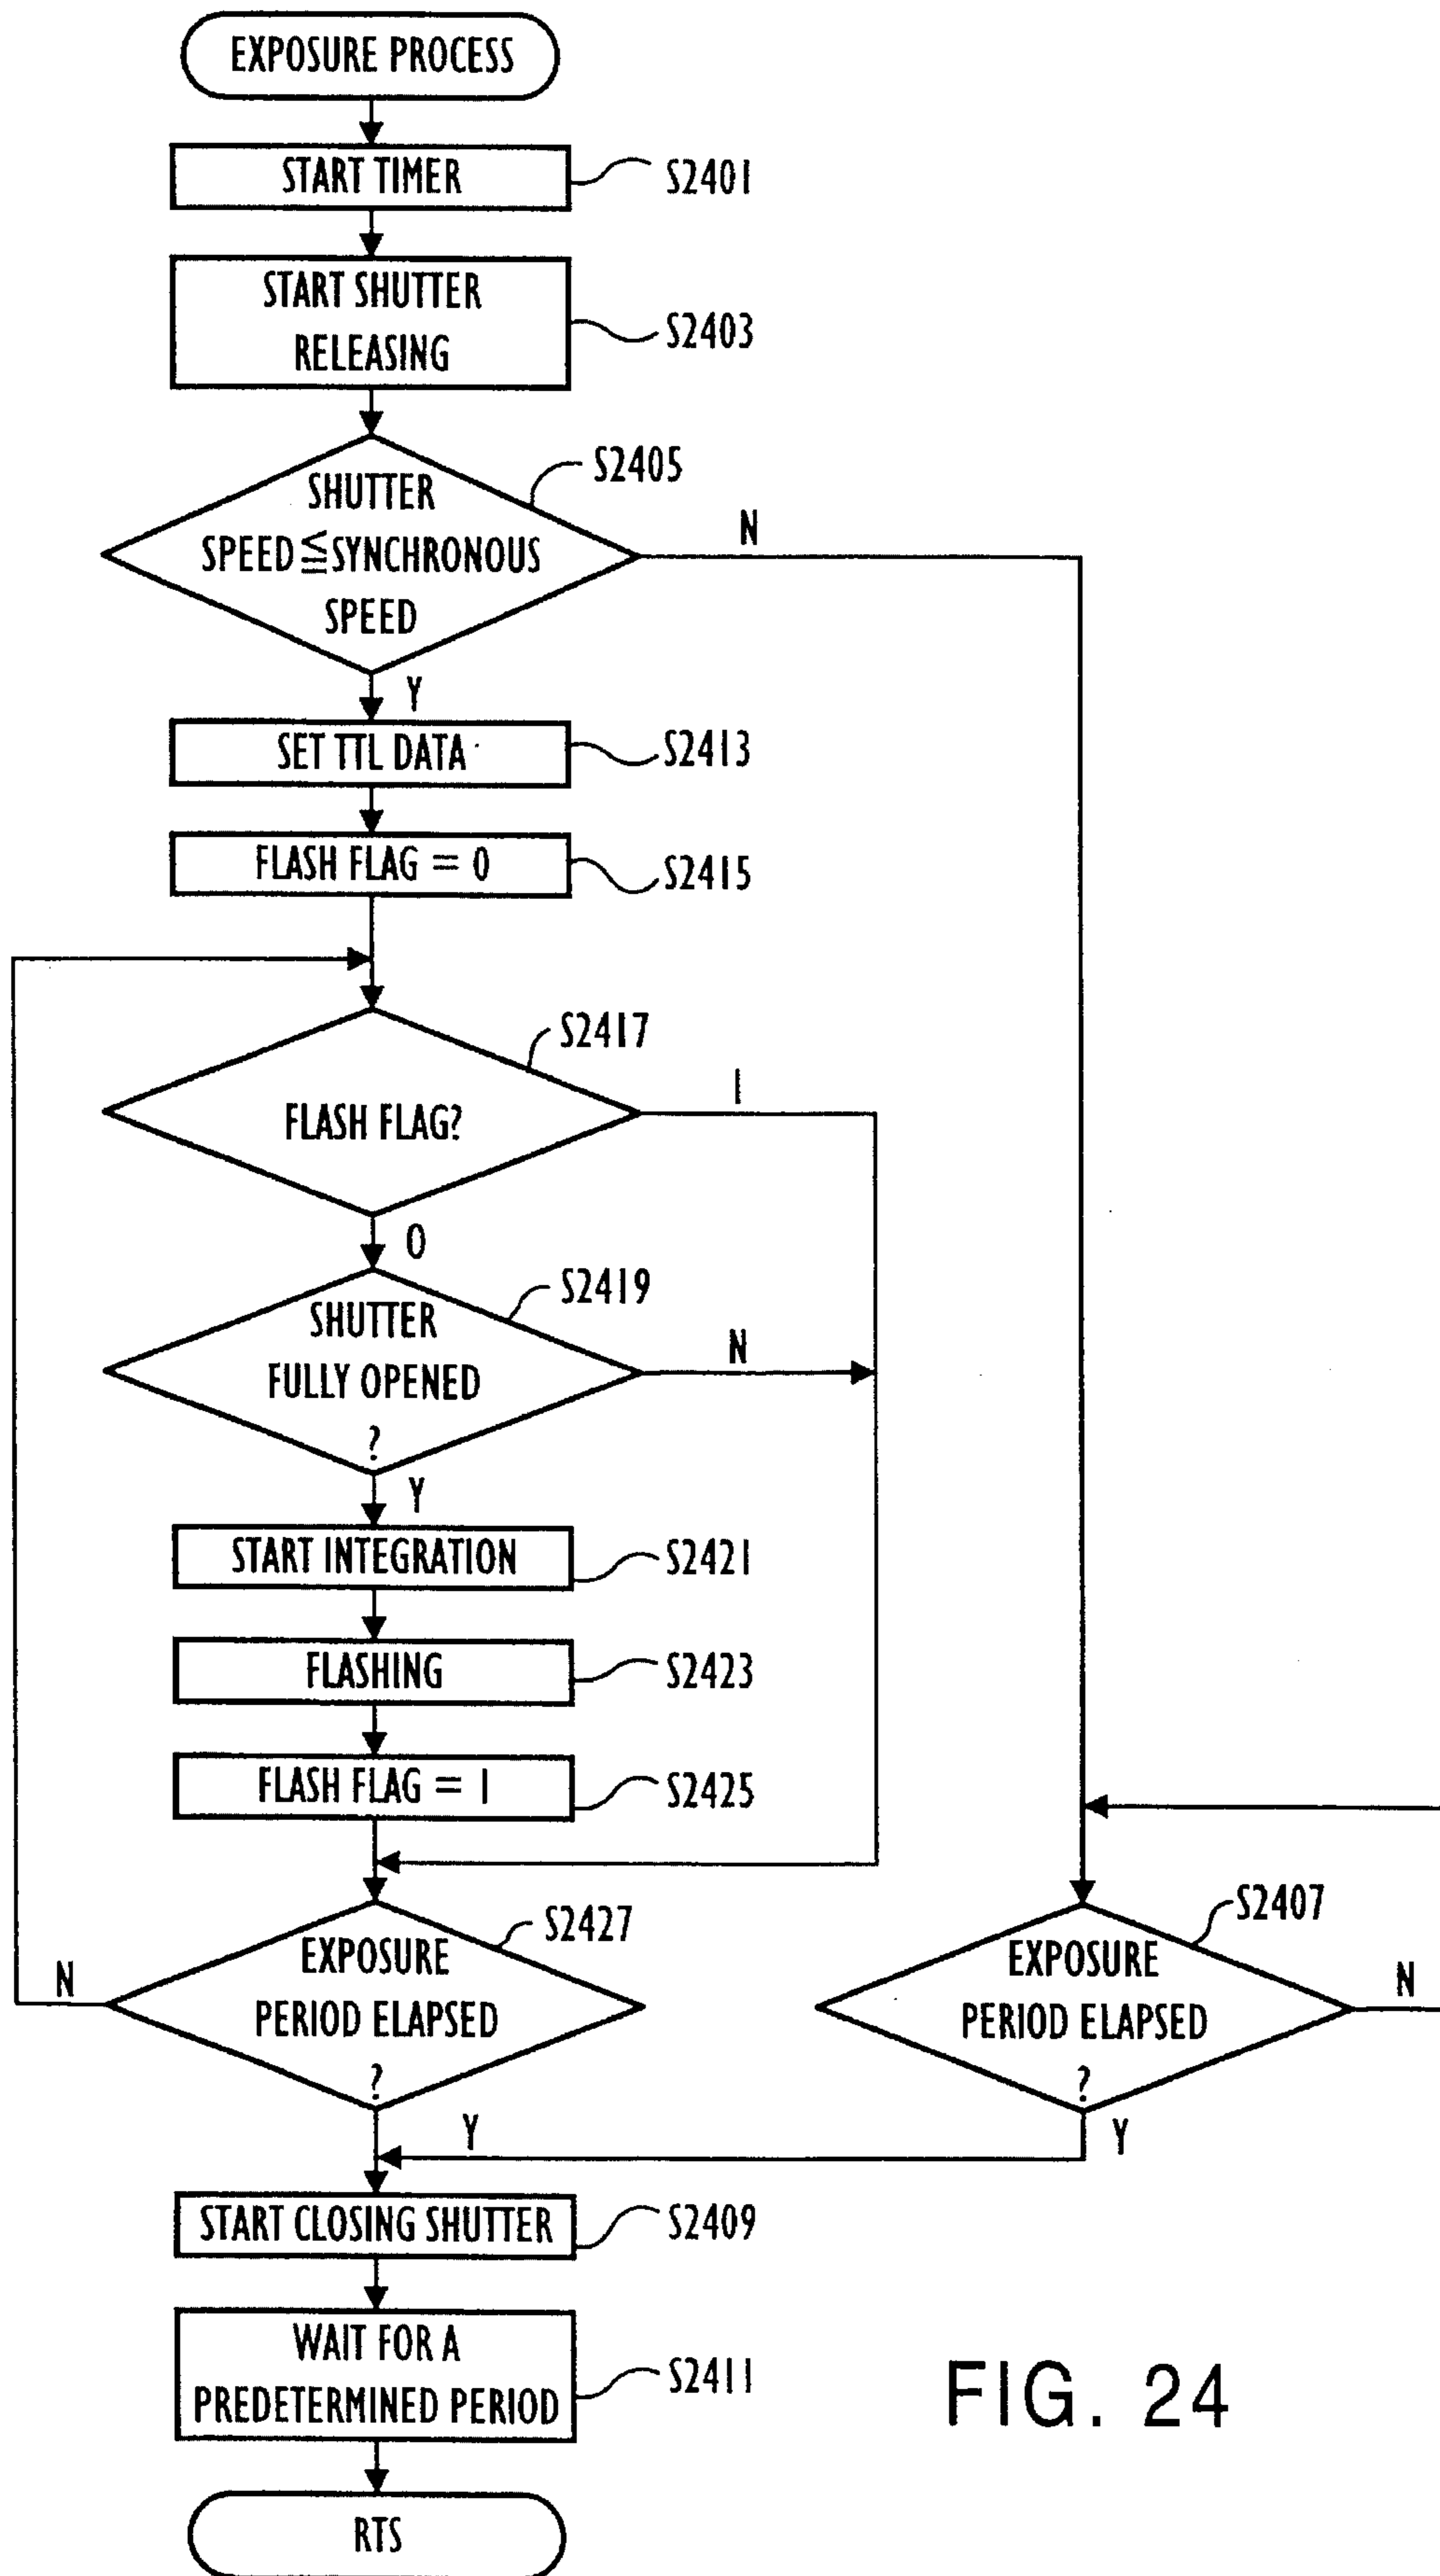 EXPOSURE PROCESS
START TIMER
S2401
START SHUTTER
RELEASING
S2403
S2405
SHUTTER
SPEED≦SYNCHRONOUS
SPEED
N
Y
SET TTL DATA
S2413
FLASH FLAG = 0
S2415
S2417
FLASH FLAG?
1
0
S2419
SHUTTER
FULLY OPENED
?
N
Y
START INTEGRATION
S2421
FLASHING
S2423
FLASH FLAG = 1
S2425
S2427
EXPOSURE
PERIOD ELAPSED
?
N
Y
S2407
EXPOSURE
PERIOD ELAPSED
?
N
Y
START CLOSING SHUTTER
S2409
WAIT FOR A
PREDETERMINED PERIOD
S2411
RTS
FIG. 24